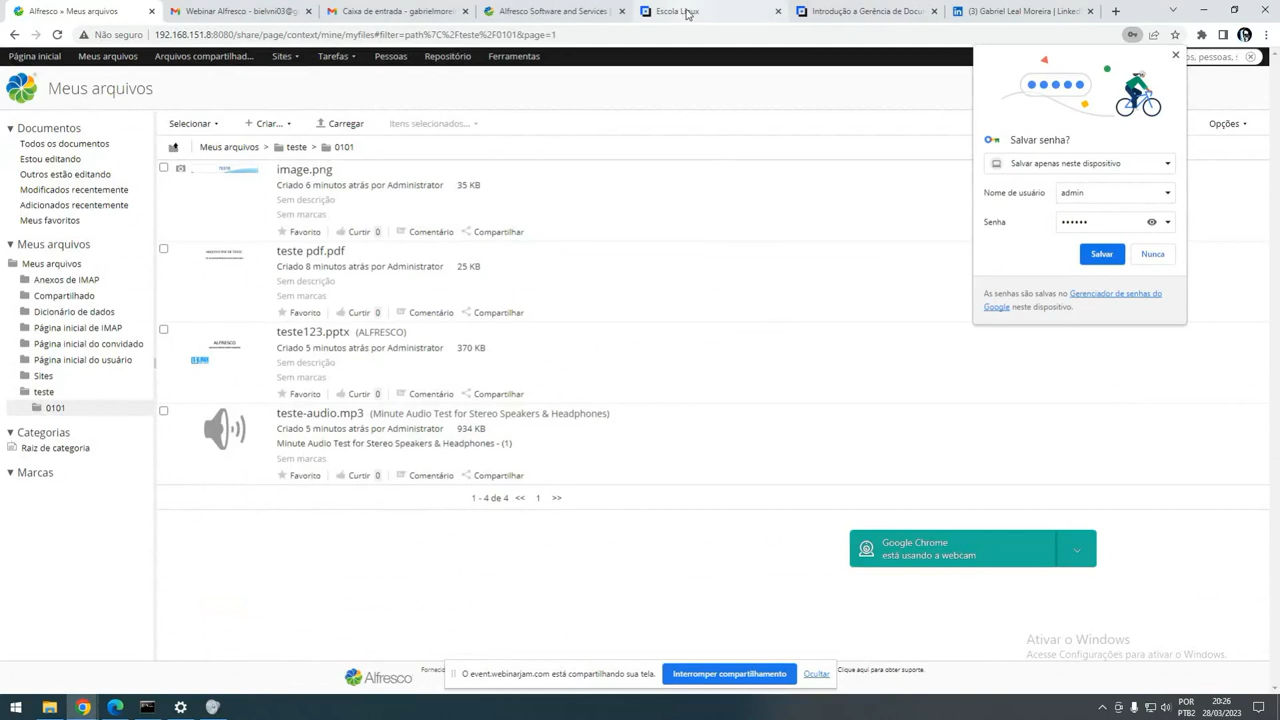 Alfresco » Meus arquivos
Webinar Alfresco - bielvni03@g
Caixa de entrada - gabrielmorei
Alfresco Software and Services |
Escola Linux
Introdução a Gerência de Docum
(3) Gabriel Leal Moreira | Linked
Não seguro
192.168.151.8:8080/share/page/context/mine/myfiles#filter=path%7C%2Fteste%2F0101&page=1
Página inicial
Meus arquivos
Arquivos compartilhad...
Sites
Tarefas
Pessoas
Repositório
Ferramentas
os, pessoas, s
Meus arquivos
Documentos
Todos os documentos
Estou editando
Outros estão editando
Modificados recentemente
Adicionados recentemente
Meus favoritos
Meus arquivos
Meus arquivos
Anexos de IMAP
Compartilhado
Dicionário de dados
Página inicial de IMAP
Página inicial do convidado
Página inicial do usuário
Sites
teste
0101
Categorias
Raiz de categoria
Marcas
Selecionar
+ Criar...
Carregar
Itens selecionados...
Opções
Meus arquivos > teste > 0101
TESTE
image.png
Criado 6 minutos atrás por Administrator 35 KB
Sem descrição
Sem marcas
Favorito Curtir 0 Comentário Compartilhar
teste pdf.pdf
Criado 8 minutos atrás por Administrator 25 KB
Sem descrição
Sem marcas
Favorito Curtir 0 Comentário Compartilhar
ALFRESCO
teste123.pptx (ALFRESCO)
Criado 5 minutos atrás por Administrator 370 KB
Sem descrição
Sem marcas
Favorito Curtir 0 Comentário Compartilhar
teste-audio.mp3 (Minute Audio Test for Stereo Speakers & Headphones)
Criado 5 minutos atrás por Administrator 934 KB
Minute Audio Test for Stereo Speakers & Headphones - (1)
Sem marcas
Favorito Curtir 0 Comentário Compartilhar
1 - 4 de 4 << 1 >>
Salvar senha?
Salvar apenas neste dispositivo
Nome de usuário admin
Senha ••••••
Salvar
Nunca
As senhas são salvas no Gerenciador de senhas do
Google neste dispositivo.
Google Chrome
está usando a webcam
Ativar o Windows
Acesse Configurações para ativar o Windows.
Alfresco
Fornecid
O event.webinarjam.com está compartilhando sua tela.
Interromper compartilhamento
Ocultar
Clique aqui para obter suporte.
POR
PTB2
20:26
28/03/2023